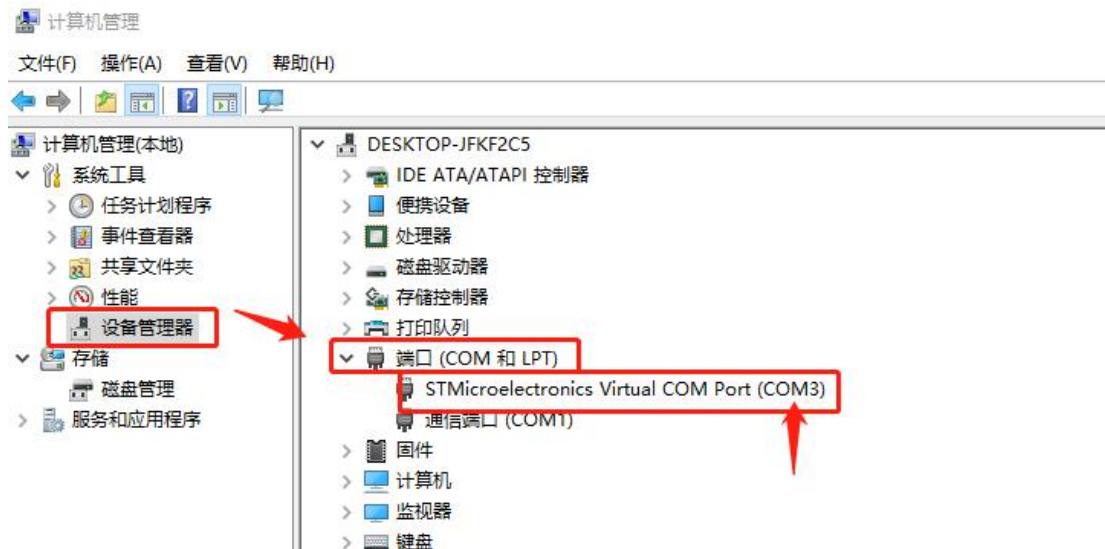 计算机管理
文件(F) 操作(A) 查看(V) 帮助(H)
计算机管理(本地)
系统工具
任务计划程序
事件查看器
共享文件夹
性能
设备管理器
存储
磁盘管理
服务和应用程序
DESKTOP-JFKF2C5
IDE ATA/ATAPI 控制器
便携设备
处理器
磁盘驱动器
存储控制器
打印队列
端口 (COM 和 LPT)
STMicroelectronics Virtual COM Port (COM3)
通信端口 (COM1)
固件
计算机
监视器
键盘